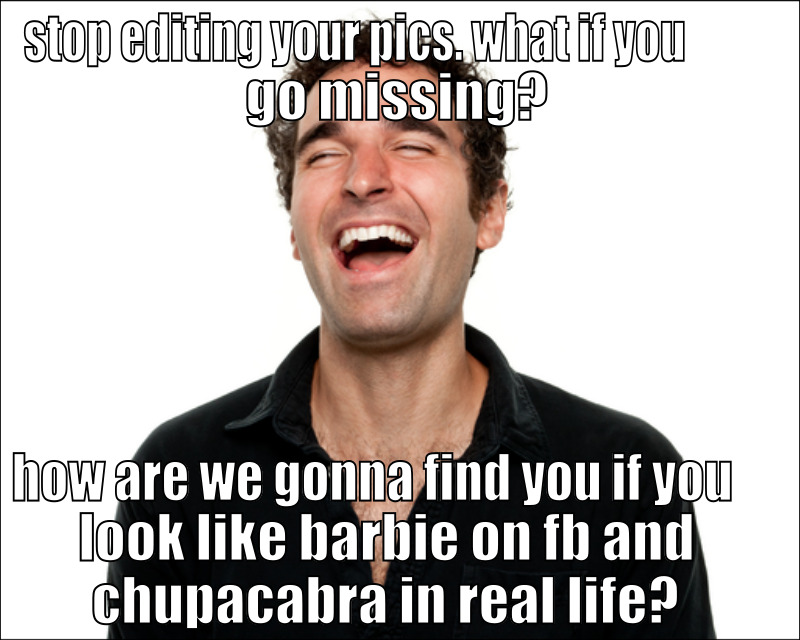 stop editing your pics. what if you
go missing?
how are we gonna find you if you
look like barbie on fb and
chupacabra in real life?